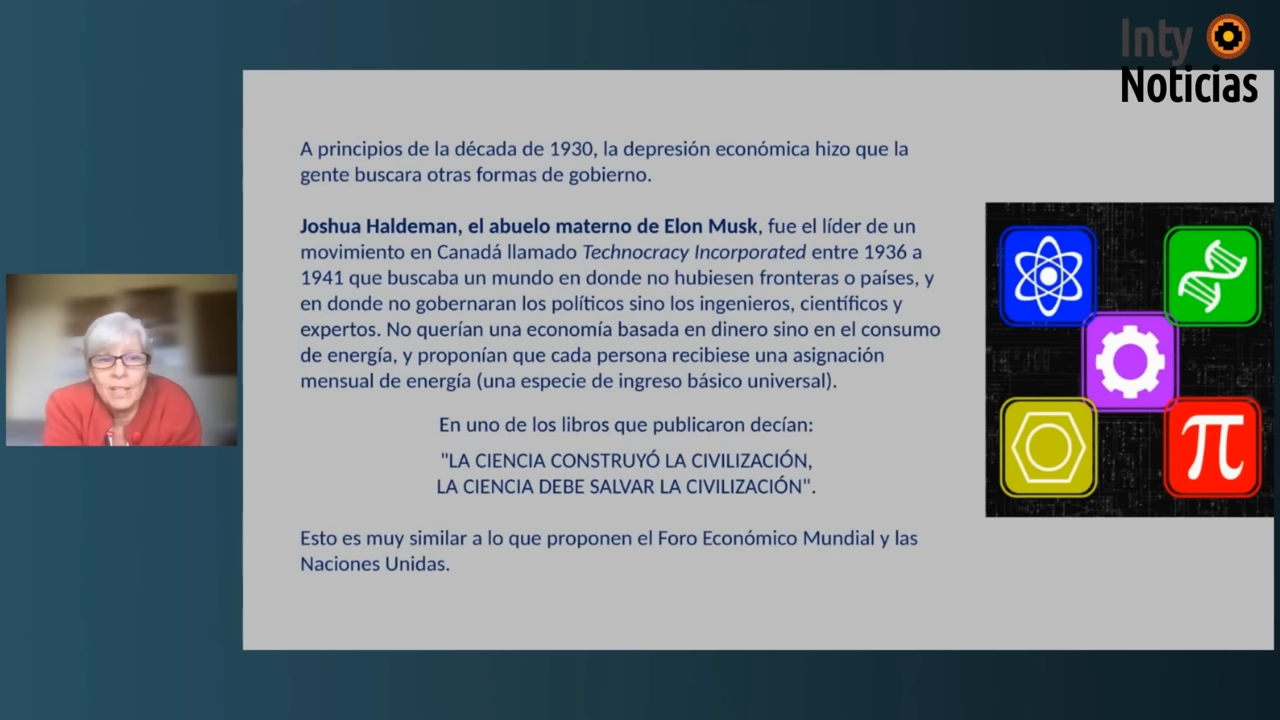 Inty
Noticias
A principios de la década de 1930, la depresión económica hizo que la
gente buscara otras formas de gobierno.
Joshua Haldeman, el abuelo materno de Elon Musk, fue el líder de un
movimiento en Canadá llamado Technocracy Incorporated entre 1936 a
1941 que buscaba un mundo en donde no hubiesen fronteras o países, y
en donde no gobernaran los políticos sino los ingenieros, científicos y
expertos. No querían una economía basada en dinero sino en el consumo
de energía, y proponían que cada persona recibiese una asignación
mensual de energía (una especie de ingreso básico universal).
En uno de los libros que publicaron decían:
"LA CIENCIA CONSTRUYÓ LA CIVILIZACIÓN,
LA CIENCIA DEBE SALVAR LA CIVILIZACIÓN".
Esto es muy similar a lo que proponen el Foro Económico Mundial y las
Naciones Unidas.
π